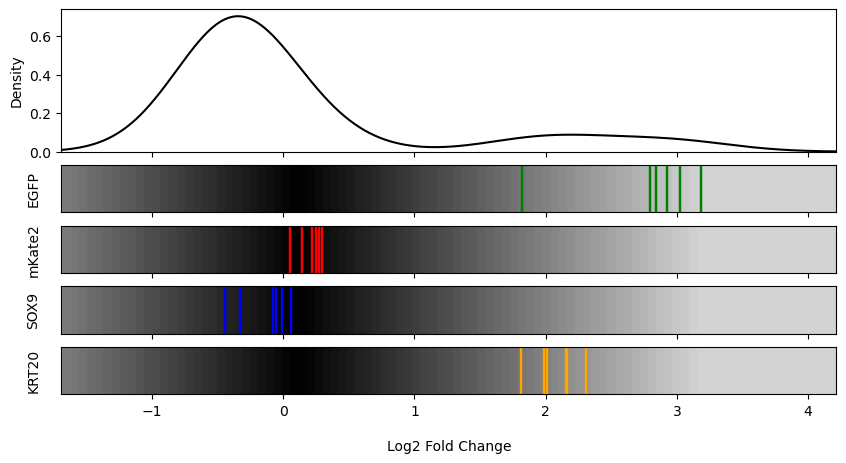 Density
0.6
0.4
0.2
0.0
EGFP
mKate2
SOX9
KRT20
−1 0 1 2 3 4
Log2 Fold Change